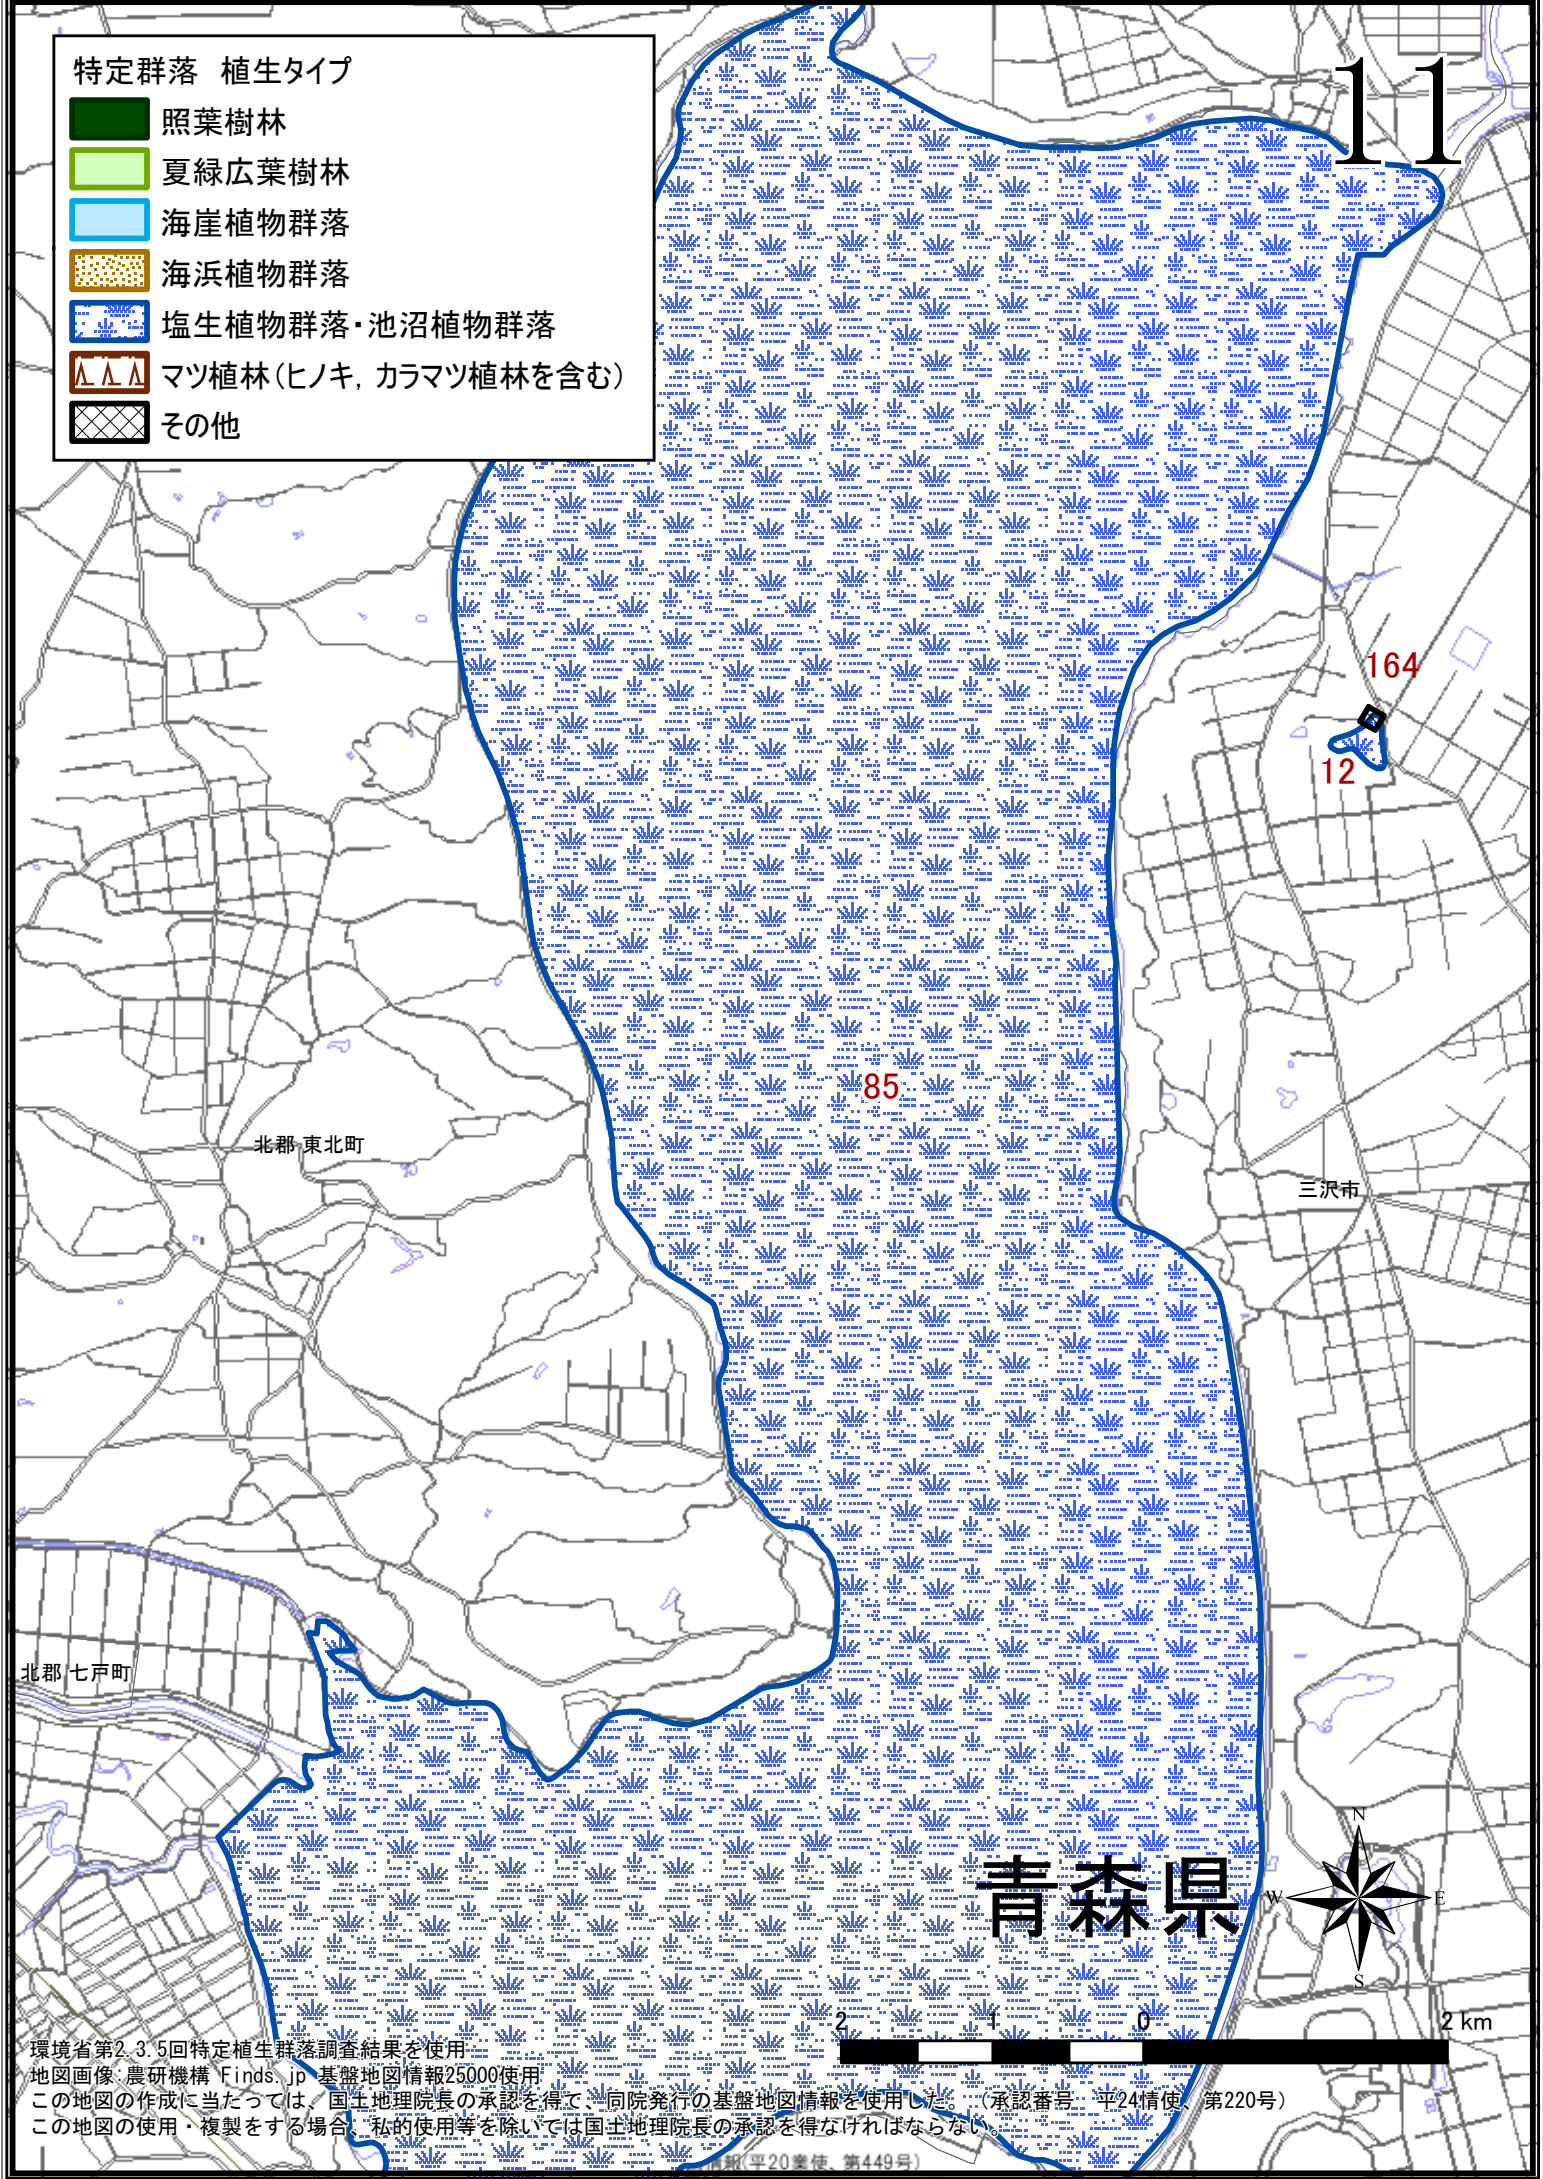 特定群落　植生タイプ
照葉樹林
夏緑広葉樹林
海崖植物群落
海浜植物群落
塩生植物群落・池沼植物群落
マツ植林（ヒノキ，カラマツ植林を含む）
その他
11
164
12
85
北郡 東北町
三沢市
北郡 七戸町
青森県
N
W
E
S
2 1 0 2 km
環境省第2.3.5回特定植生群落調査結果を使用
地図画像:農研機構 Finds.jp 基盤地図情報25000使用
この地図の作成に当たっては、国土地理院長の承認を得て、同院発行の基盤地図情報を使用した。（承認番号　平24情使、第220号）
この地図の使用・複製をする場合、私的使用等を除いては国土地理院長の承認を得なければならない。
情報(平20業使、第449号)